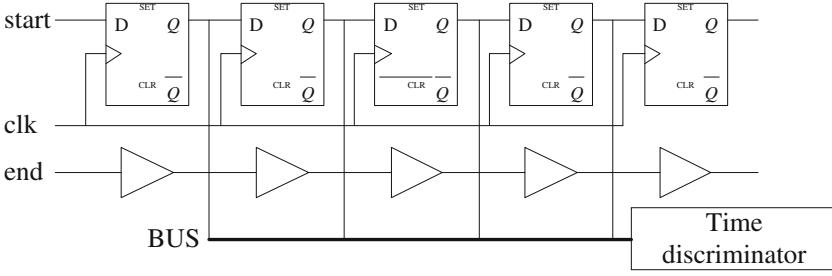 start
SET SET SET SET SET
D Q D Q D Q D Q D Q
CLR Q CLR Q CLR Q CLR Q CLR Q
clk
end
BUS
Time
discriminator